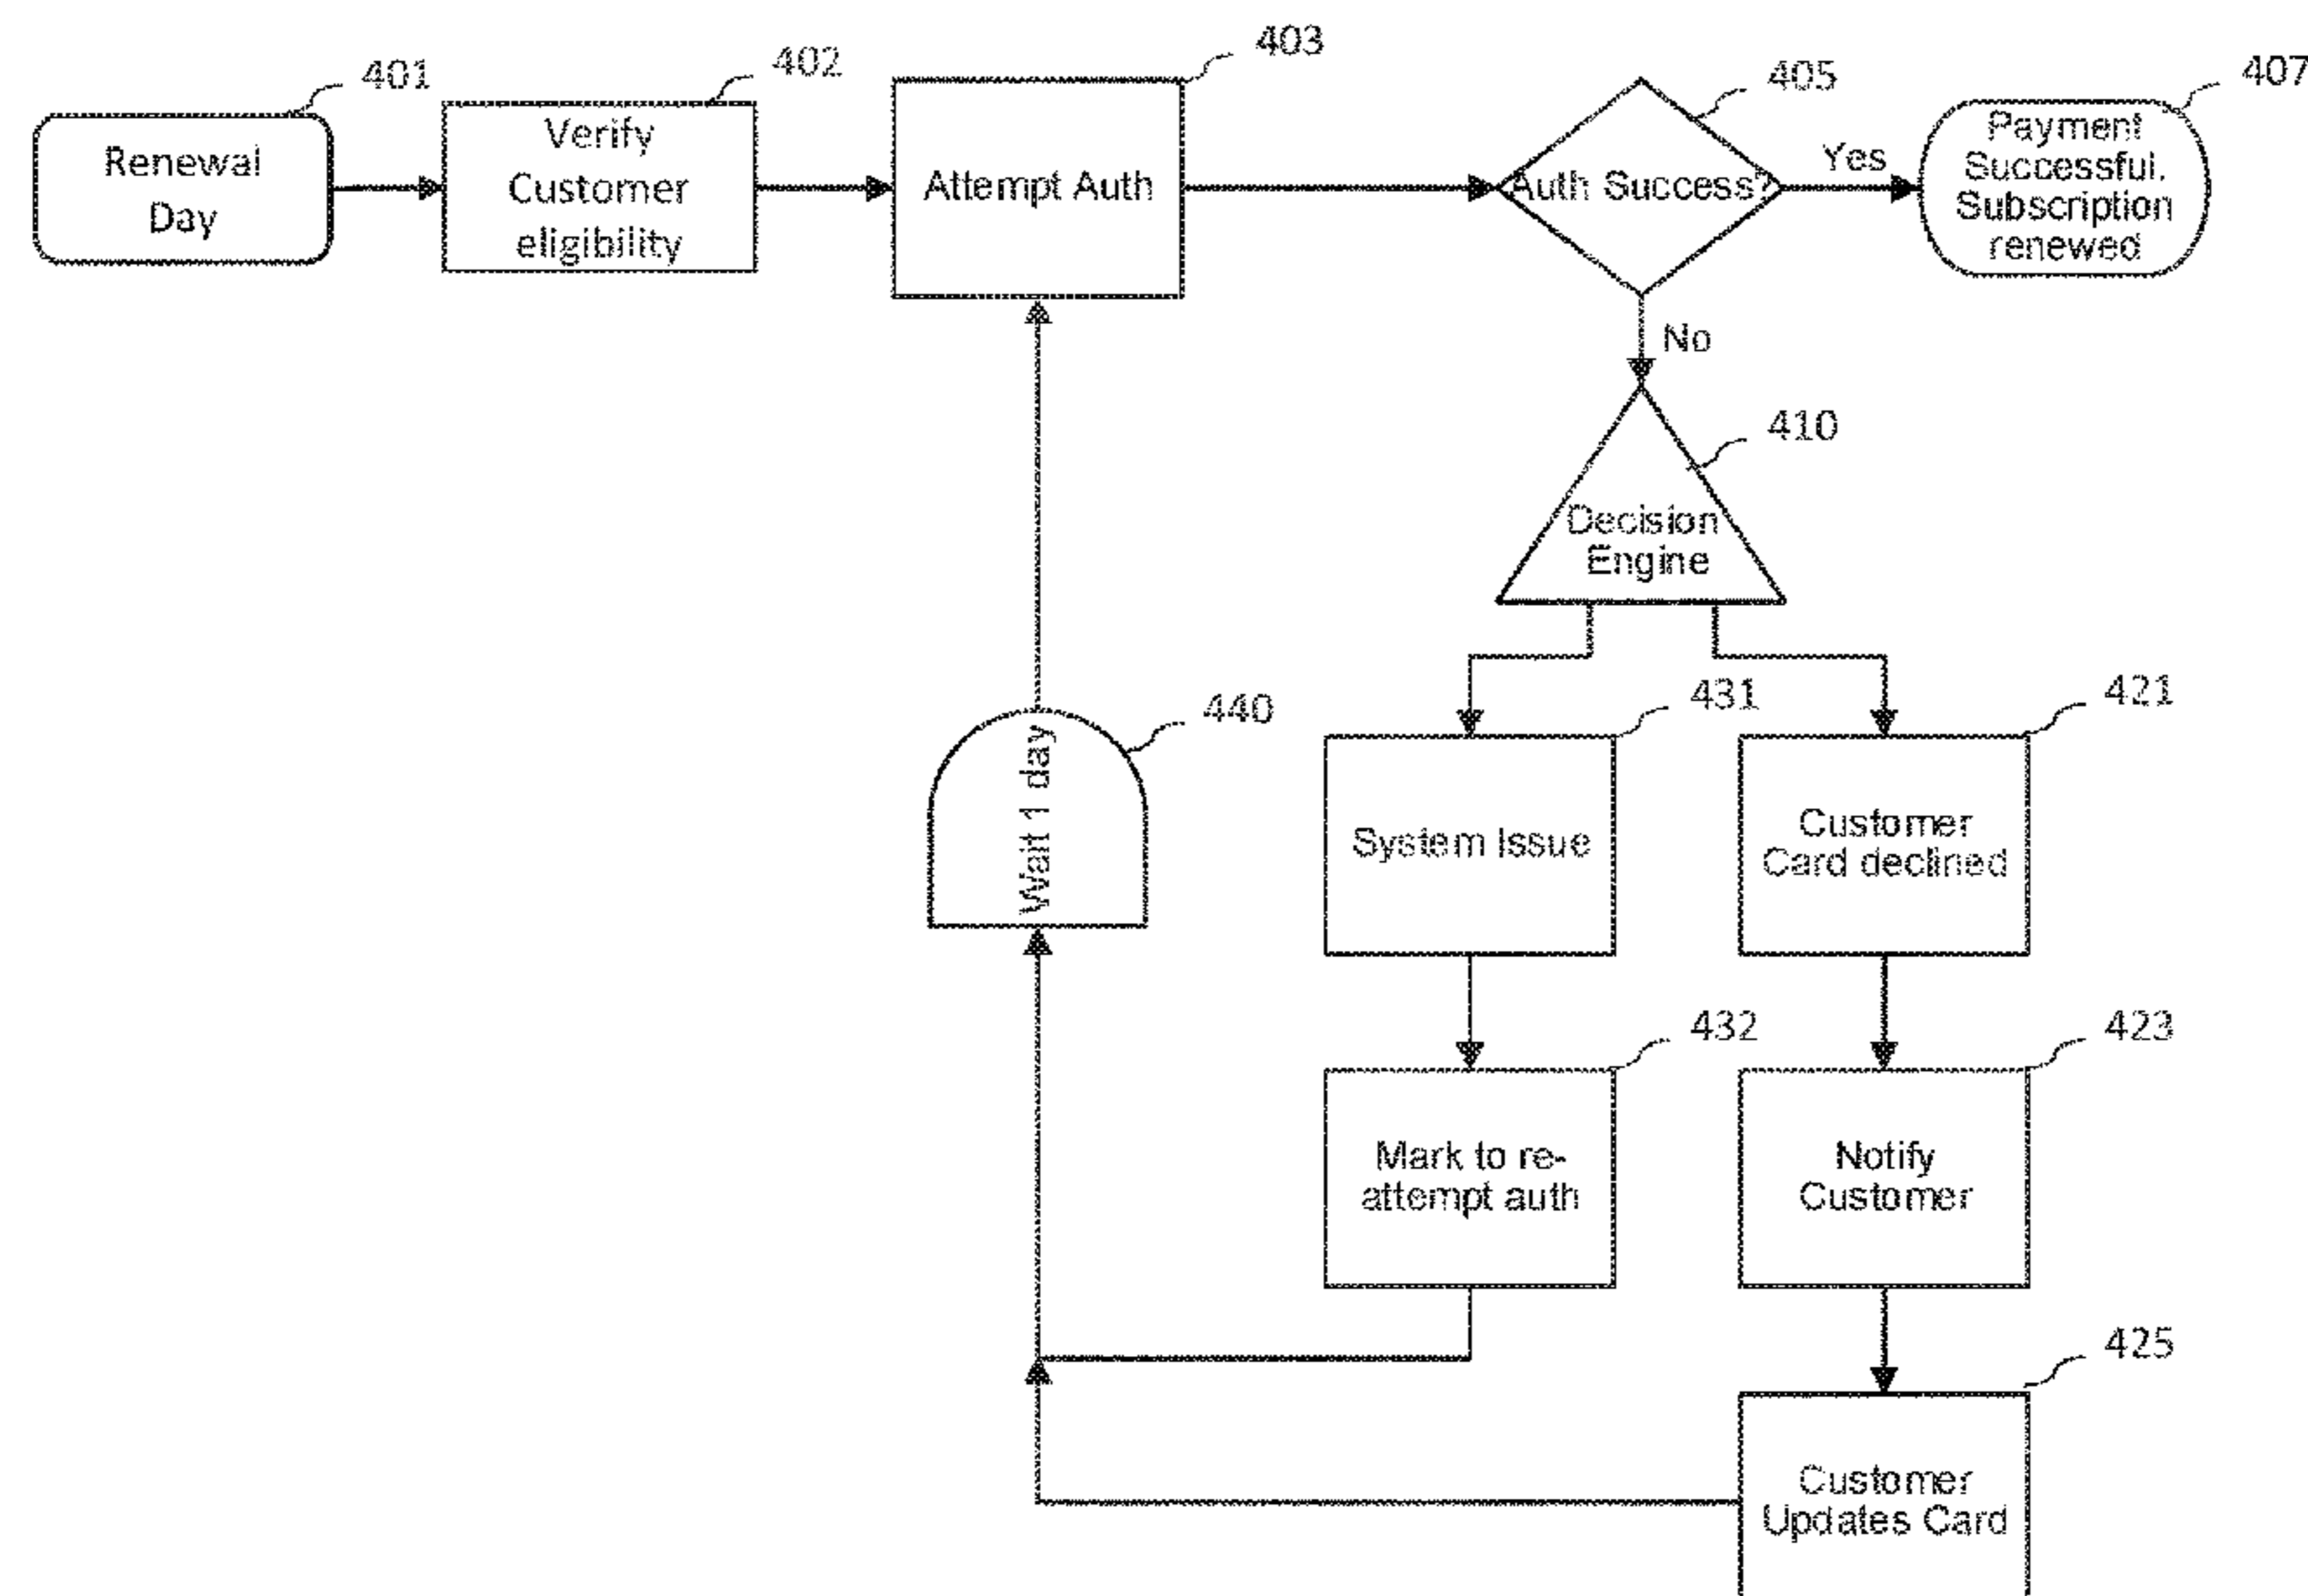 401
Renewal
Day
402
Verify
Customer
eligibility
403
Attempt Auth
405
Auth Success?
Yes
407
Payment
Successful.
Subscription
renewed
No
410
Decision
Engine
440
Wait 1 day
431
System Issue
421
Customer
Card declined
432
Mark to re-
attempt auth
423
Notify
Customer
425
Customer
Updates Card